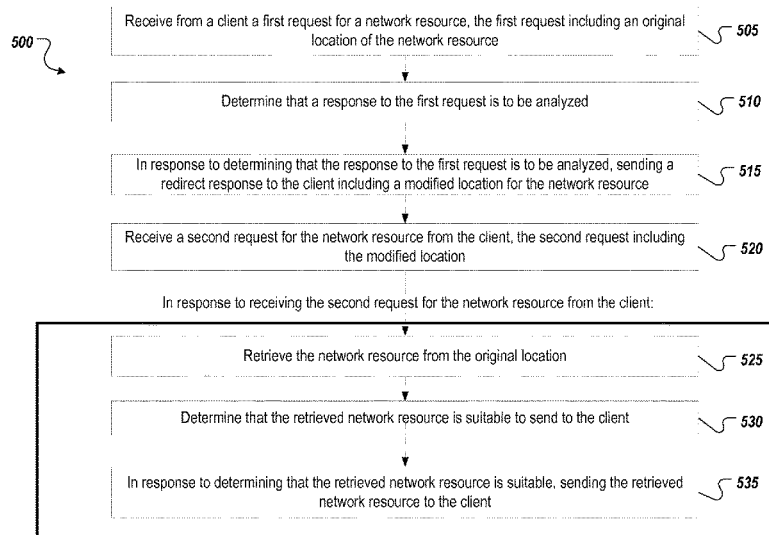 500
Receive from a client a first request for a network resource, the first request including an original
location of the network resource
505
Determine that a response to the first request is to be analyzed
510
In response to determining that the response to the first request is to be analyzed, sending a
redirect response to the client including a modified location for the network resource
515
Receive a second request for the network resource from the client, the second request including
the modified location
520
In response to receiving the second request for the network resource from the client:
Retrieve the network resource from the original location
525
Determine that the retrieved network resource is suitable to send to the client
530
In response to determining that the retrieved network resource is suitable, sending the retrieved
network resource to the client
535